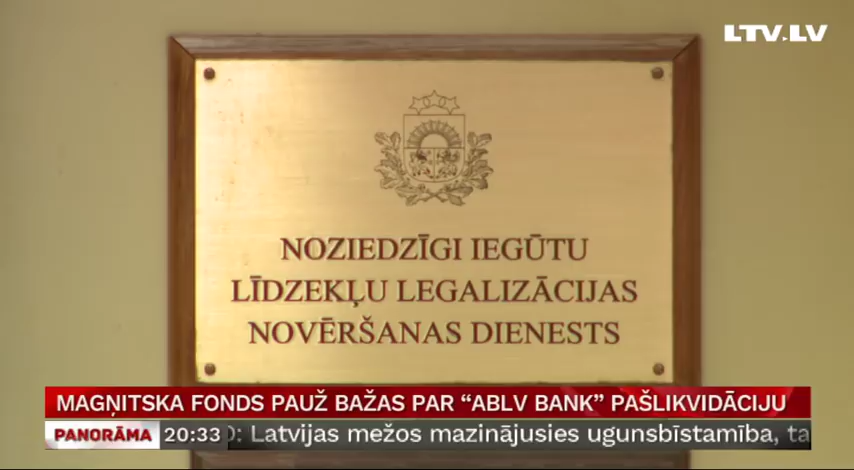 LTV.LV
NOZIEDZĪGI IEGŪTU
LĪDZEKĻU LEGALIZĀCIJAS
NOVĒRŠANAS DIENESTS
MAGŅITSKA FONDS PAUŽ BAŽAS PAR “ABLV BANK” PAŠLIKVIDĀCIJU
PANORĀMA 20:33 : Latvijas mežos mazinājusies ugunsbīstamība, ta